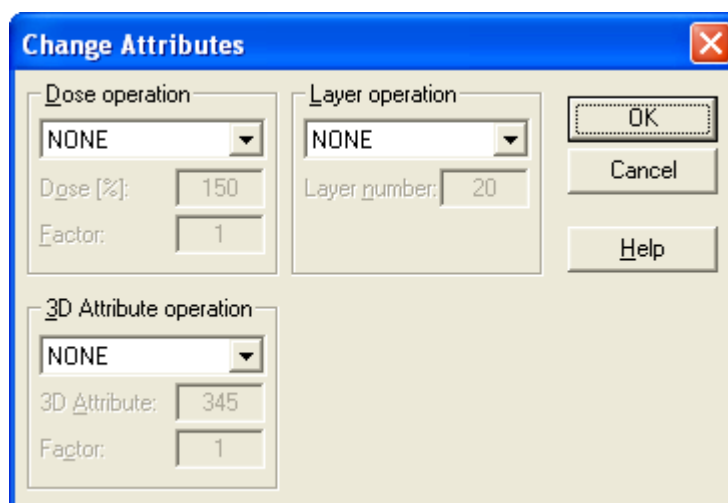 Change Attributes
Dose operation
NONE
Dose [%]: 150
Factor: 1
Layer operation
NONE
Layer number: 20
OK
Cancel
Help
3D Attribute operation
NONE
3D Attribute: 345
Factor: 1